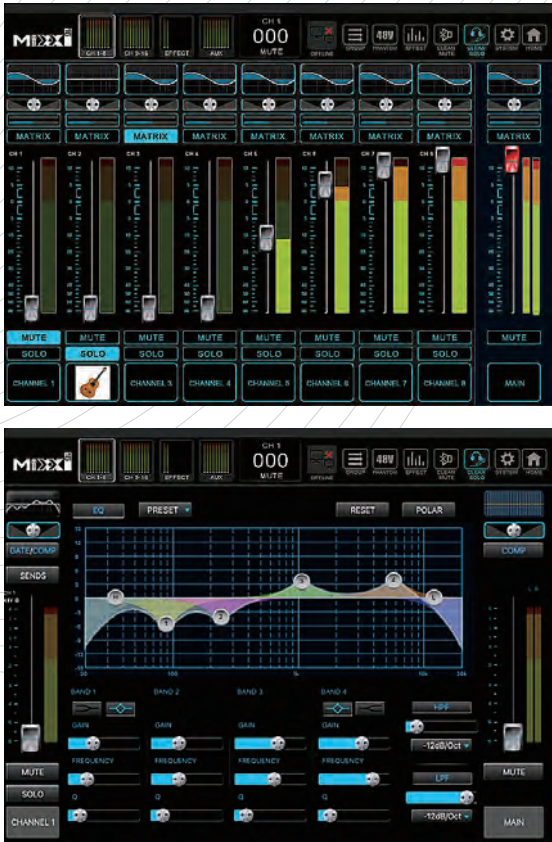 MiXXi
CH 1-8
CH 9-16
EFFECT
AUX
CH 1
000
MUTE
OFFLINE
GROUP
48V
PHANTOM
EFFECT
CLEAN
MUTE
CLEAR
SOLO
SYSTEM
HOME
MATRIX MATRIX MATRIX MATRIX MATRIX MATRIX MATRIX MATRIX MATRIX
CH 1 CH 2 CH 3 CH 4 CH 5 CH 7 CH 8
MUTE MUTE MUTE MUTE MUTE MUTE MUTE MUTE MUTE
SOLO SOLO SOLO SOLO SOLO SOLO SOLO SOLO
CHANNEL 1 CHANNEL 3 CHANNEL 4 CHANNEL 5 CHANNEL 6 CHANNEL 7 CHANNEL 8 MAIN
MiXXi
CH 1-8
CH 9-16
EFFECT
AUX
CH 1
000
MUTE
OFFLINE
GROUP
48V
PHANTOM
EFFECT
CLEAN
MUTE
CLEAR
SOLO
SYSTEM
HOME
EQ PRESET RESET POLAR
GATE/COMP
COMP
SENDS
BAND 1 BAND 2 BAND 3 BAND 4
HPF
GAIN GAIN GAIN GAIN
-12dB/Oct
FREQUENCY FREQUENCY FREQUENCY FREQUENCY
LPF
Q Q Q Q
-12dB/Oct
MUTE MUTE
SOLO
CHANNEL 1 MAIN